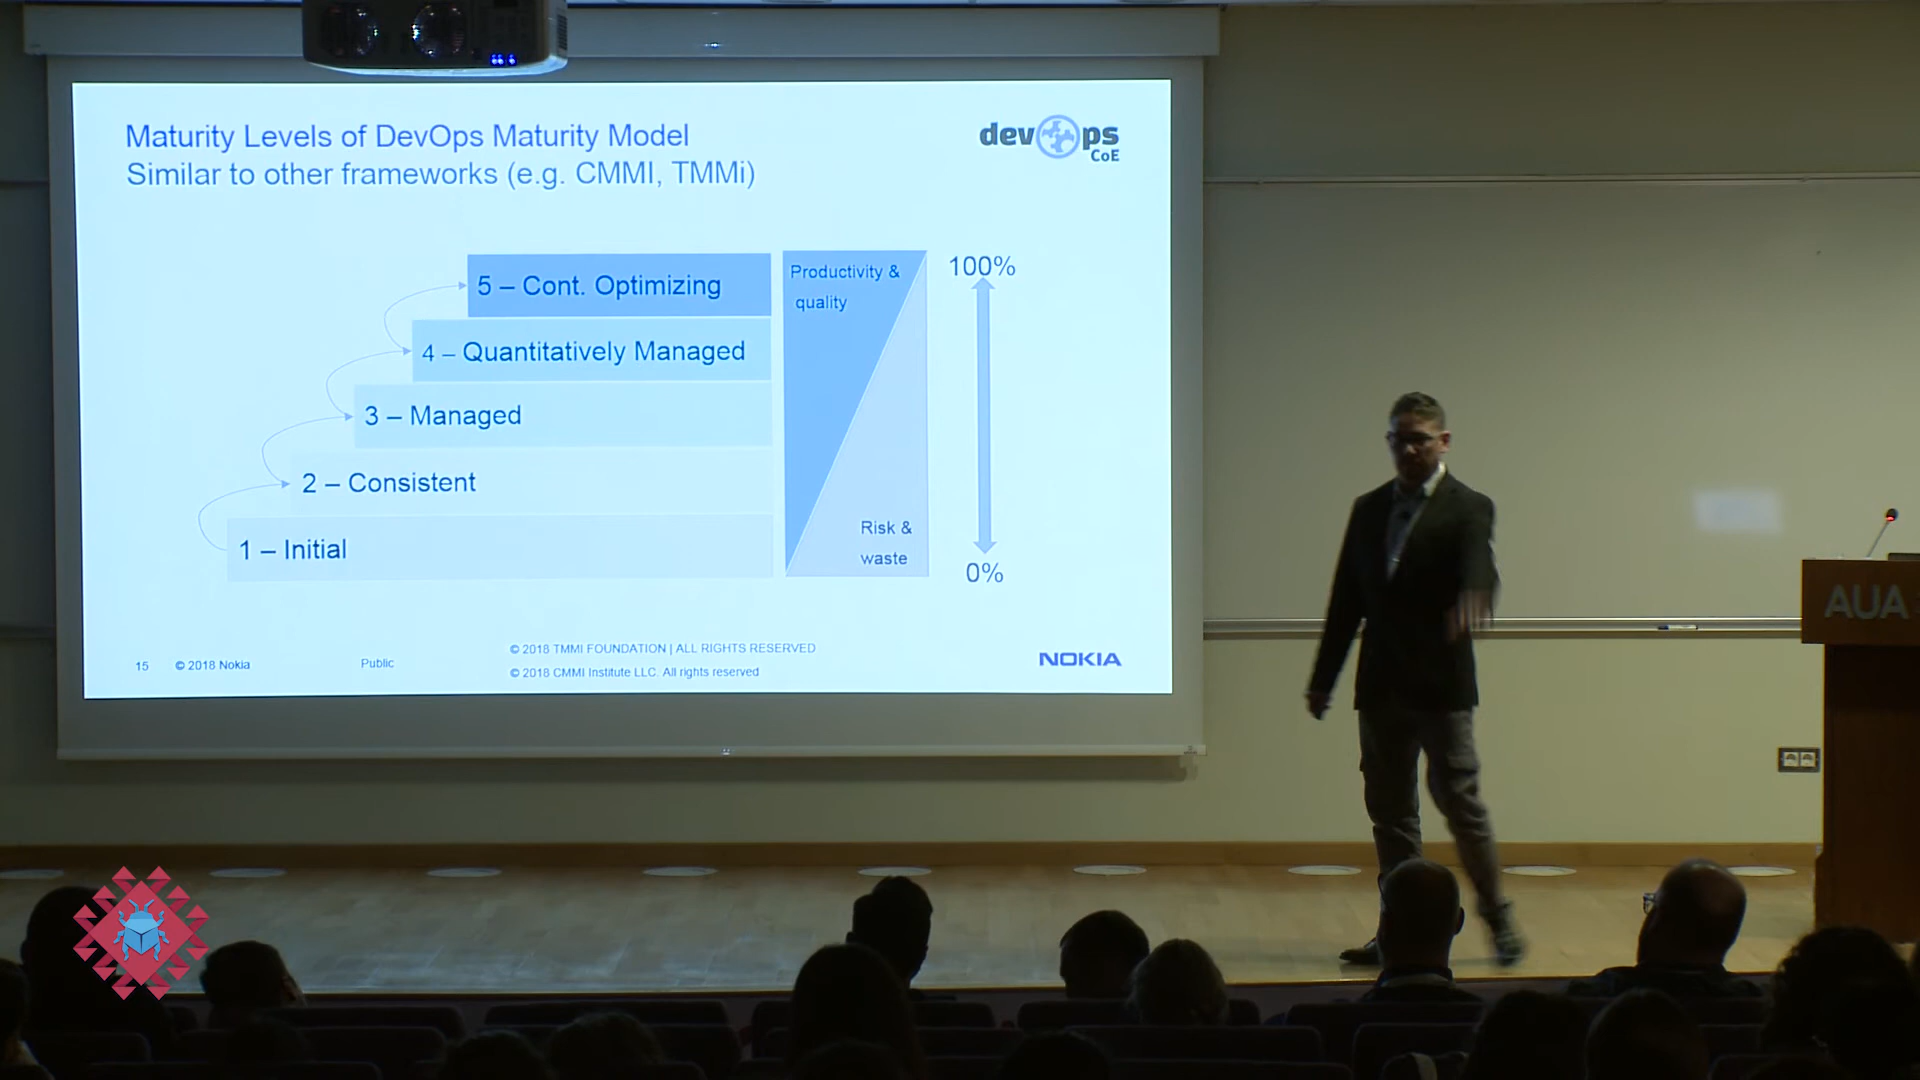 Maturity Levels of DevOps Maturity Model
Similar to other frameworks (e.g. CMMI, TMMi)
devOps
CoE
5 – Cont. Optimizing
4 – Quantitatively Managed
3 – Managed
2 – Consistent
1 – Initial
Productivity &
quality
Risk &
waste
100%
0%
15
© 2018 Nokia
Public
© 2018 TMMI FOUNDATION | ALL RIGHTS RESERVED
© 2018 CMMI Institute LLC. All rights reserved
NOKIA
AUA